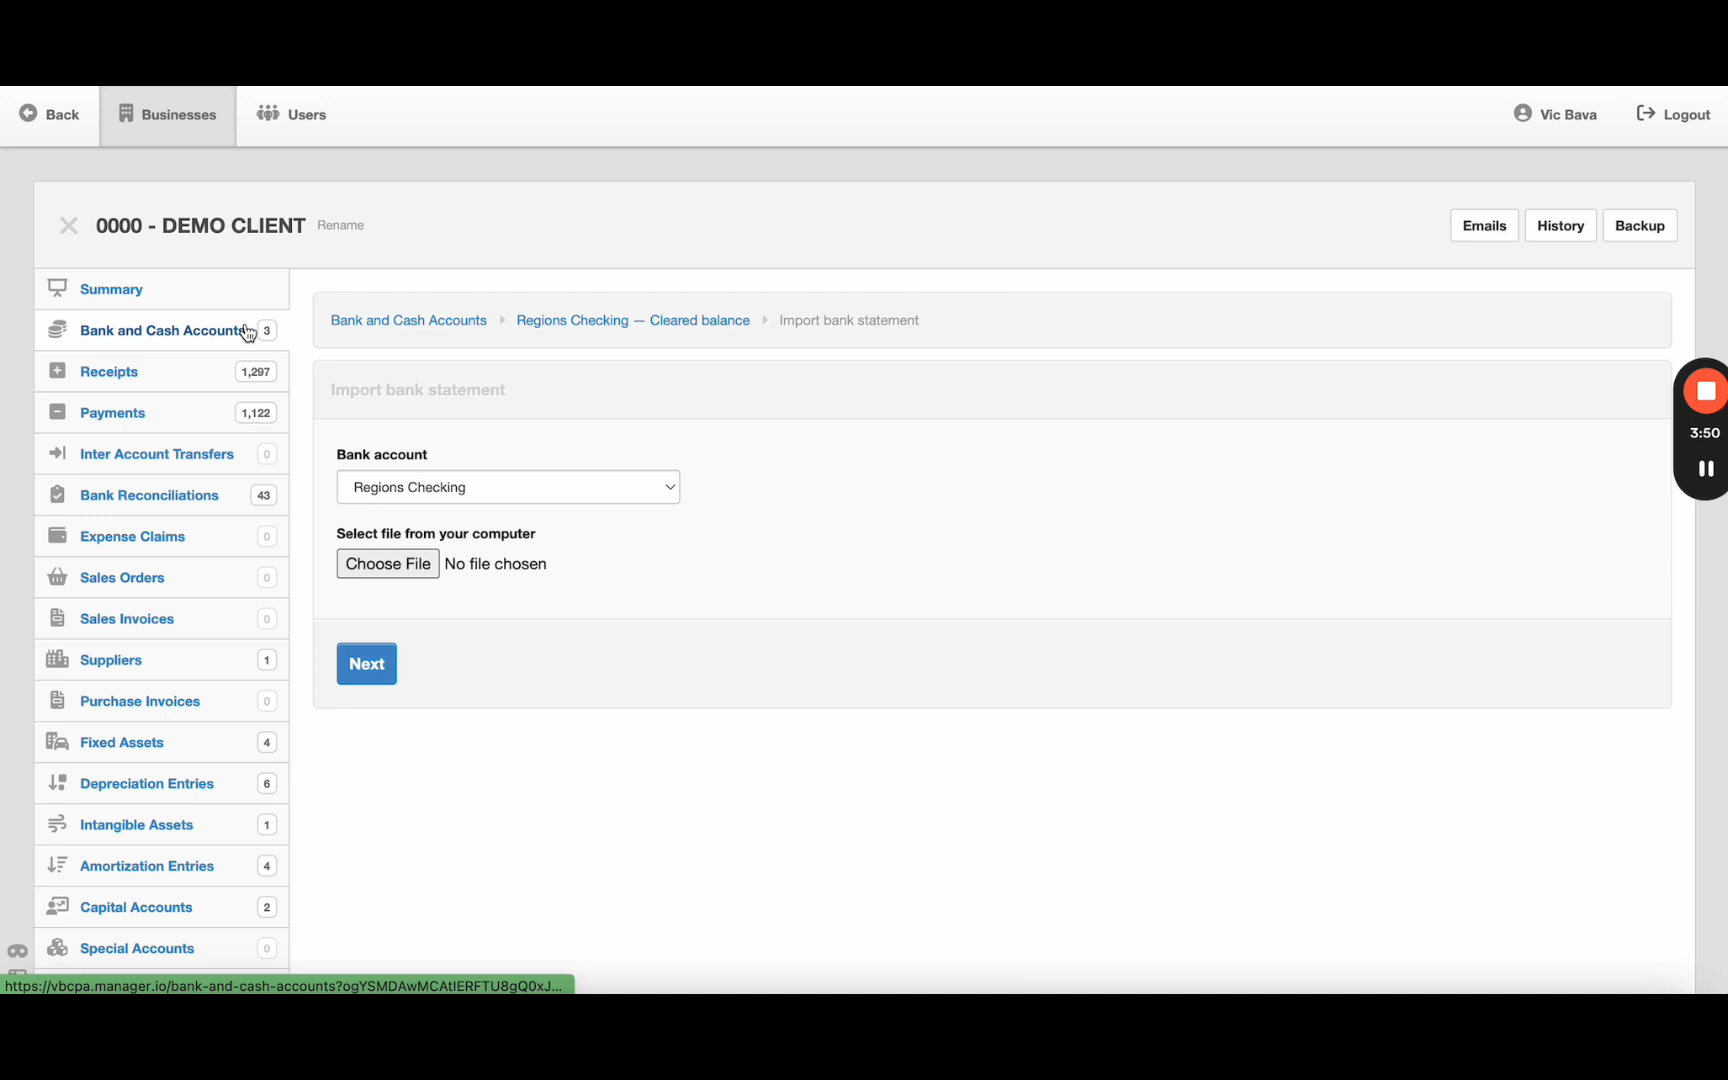 Back
Businesses
Users
Vic Bava
Logout
0000 - DEMO CLIENT
Rename
Emails
History
Backup
Summary
Bank and Cash Accounts
3
Receipts
1,297
Payments
1,122
Inter Account Transfers
0
Bank Reconciliations
43
Expense Claims
0
Sales Orders
0
Sales Invoices
0
Suppliers
1
Purchase Invoices
0
Fixed Assets
4
Depreciation Entries
6
Intangible Assets
1
Amortization Entries
4
Capital Accounts
2
Special Accounts
0
Bank and Cash Accounts
Regions Checking — Cleared balance
Import bank statement
Import bank statement
Bank account
Regions Checking
Select file from your computer
Choose File No file chosen
Next
3:50
https://vbcpa.manager.io/bank-and-cash-accounts?ogYSMDAwMCAtIERFTU8gQ0xJ...